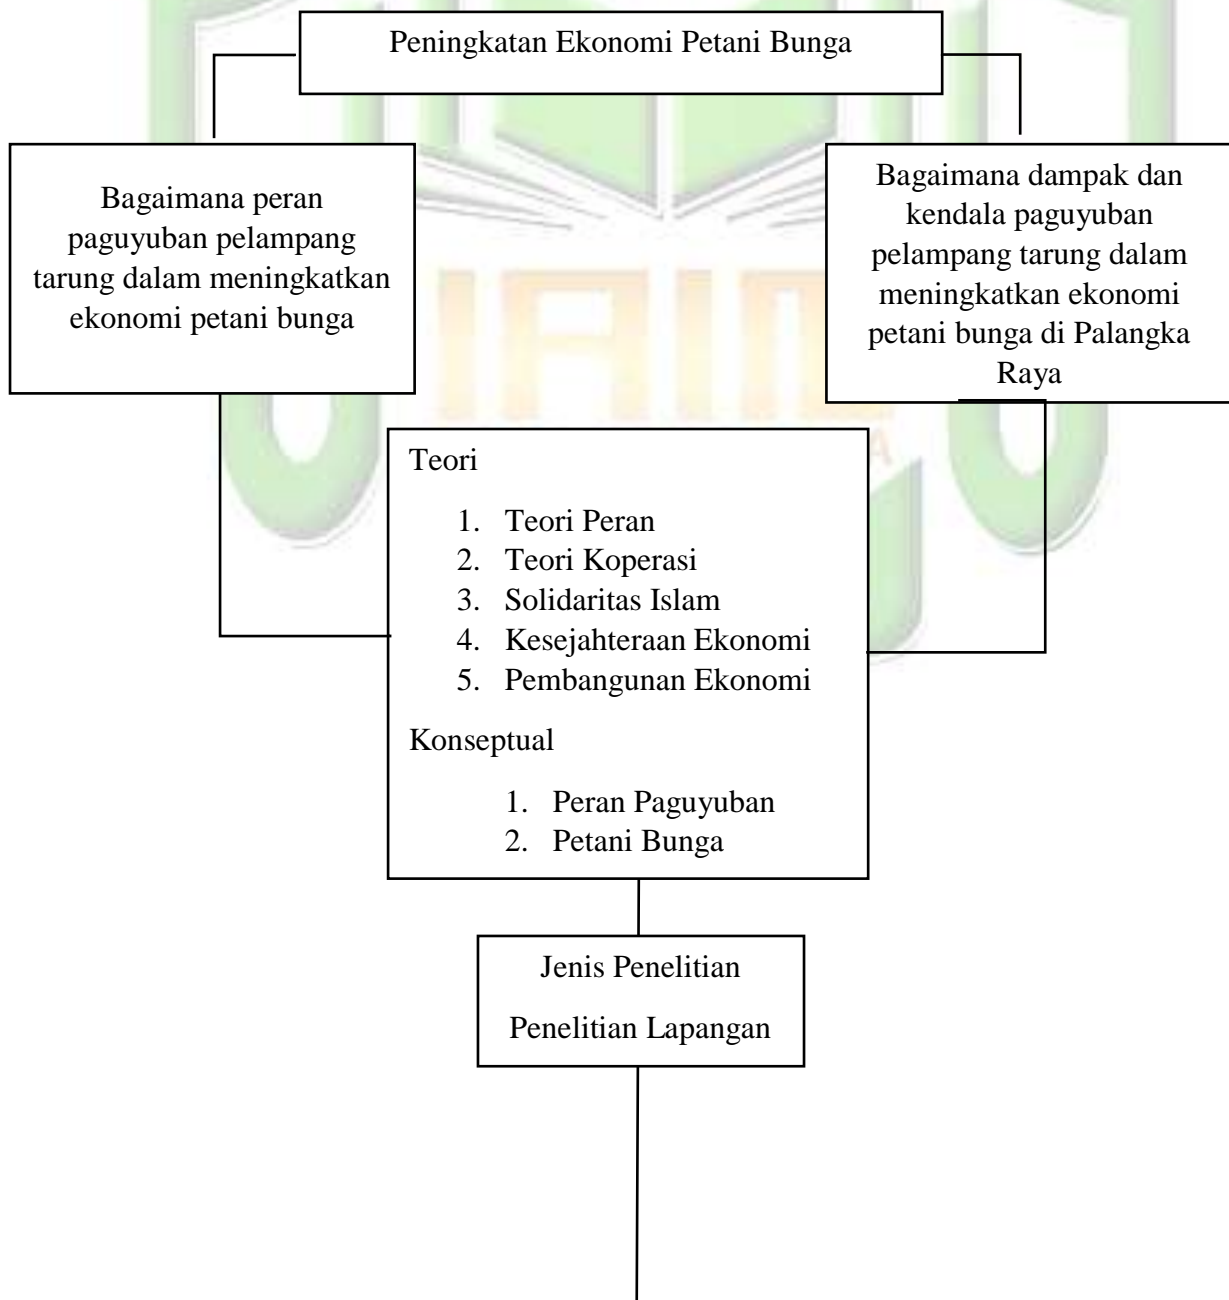 Peningkatan Ekonomi Petani Bunga
Bagaimana peran
paguyuban pelampang
tarung dalam meningkatkan
ekonomi petani bunga
Bagaimana dampak dan
kendala paguyuban
pelampang tarung dalam
meningkatkan ekonomi
petani bunga di Palangka
Raya
IAIN
Teori
1. Teori Peran
2. Teori Koperasi
3. Solidaritas Islam
4. Kesejahteraan Ekonomi
5. Pembangunan Ekonomi
Konseptual
1. Peran Paguyuban
2. Petani Bunga
Jenis Penelitian
Penelitian Lapangan